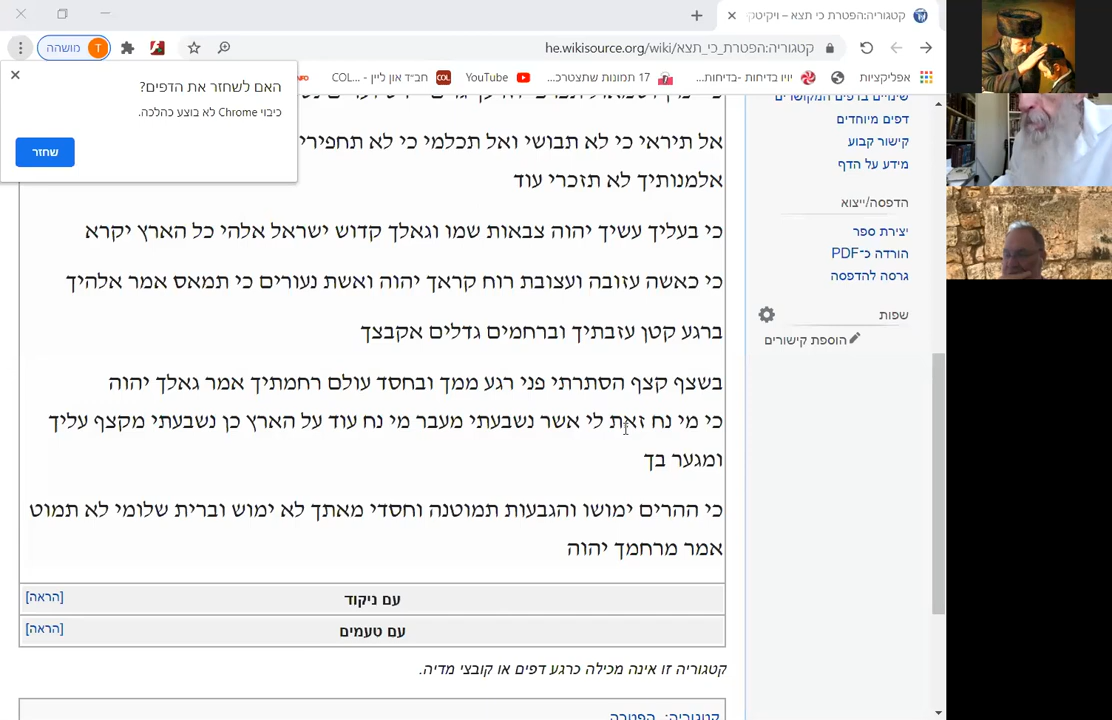 קטגוריה:הפטרת כי תצא – ויקיטק
he.wikisource.org/wiki/קטגוריה:הפטרת_כי_תצא
מושהה
T
אפליקציות
יויו בדיחות -בדיחות...
17 תמונות שתצטרכ...
YouTube
חב״ד און ליין - COL...
COL
האם לשחזר את הדפים?
כיבוי Chrome לא בוצע כהלכה.
שחזר
שינויים בדפים המקושרים
דפים מיוחדים
קישור קבוע
מידע על הדף
הדפסה/ייצוא
יצירת ספר
הורדה כ־PDF
גרסה להדפסה
שפות
הוספת קישורים
אל תיראי כי לא תבושי ואל תכלמי כי לא תחפירי
אלמנותיך לא תזכרי עוד
כי בעליך עשיך יהוה צבאות שמו וגאלך קדוש ישראל אלהי כל הארץ יקרא
כי כאשה עזובה ועצובת רוח קראך יהוה ואשת נעורים כי תמאס אמר אלהיך
ברגע קטן עזבתיך וברחמים גדלים אקבצך
בשצף קצף הסתרתי פני רגע ממך ובחסד עולם רחמתיך אמר גאלך יהוה
כי מי נח זאת לי אשר נשבעתי מעבר מי נח עוד על הארץ כן נשבעתי מקצף עליך
ומגער בך
כי ההרים ימושו והגבעות תמוטנה וחסדי מאתך לא ימוש וברית שלומי לא תמוט
אמר מרחמך יהוה
עם ניקוד
[הראה]
עם טעמים
[הראה]
קטגוריה זו אינה מכילה כרגע דפים או קובצי מדיה.
קטגוריה: הפטרה